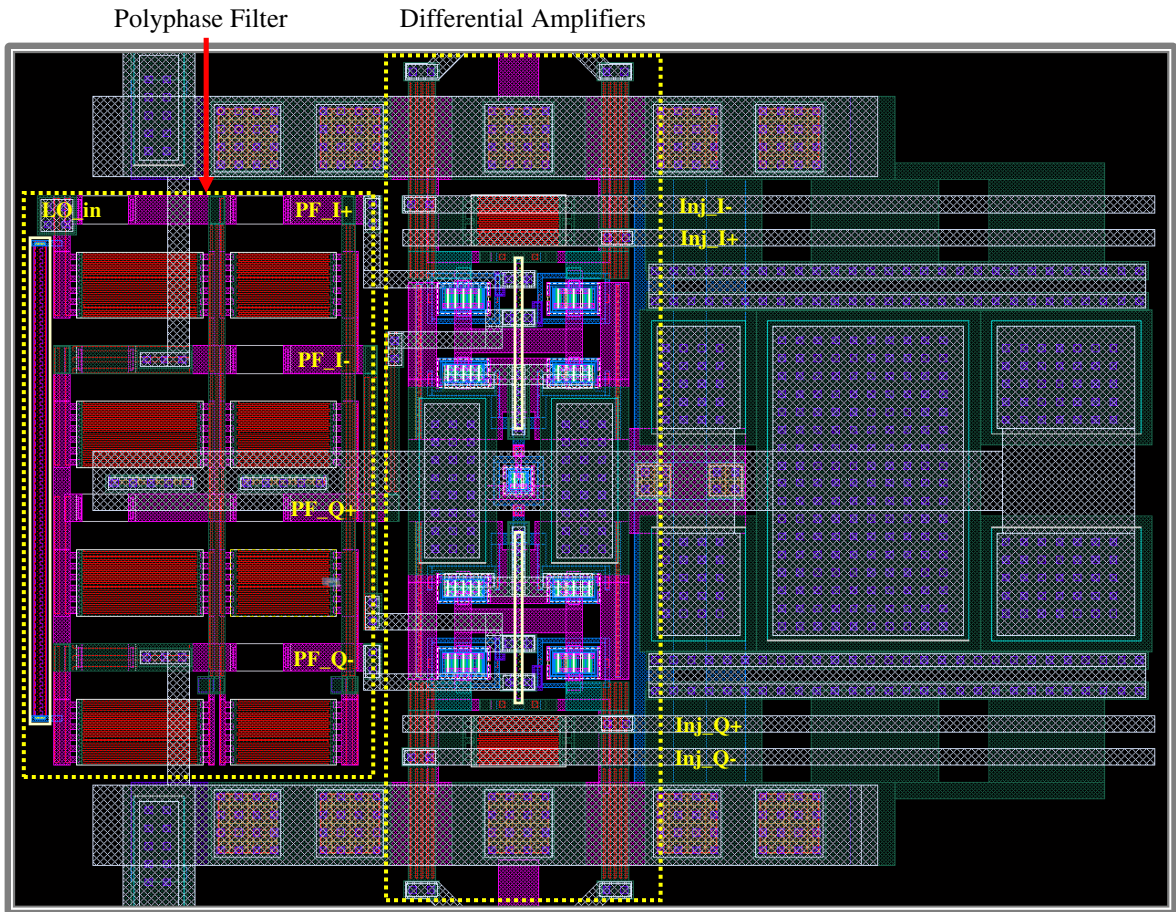 Polyphase Filter
Differential Amplifiers
LO_in
PF_I+
Inj_I-
Inj_I+
PF_I-
PF_Q+
PF_Q-
Inj_Q+
Inj_Q-